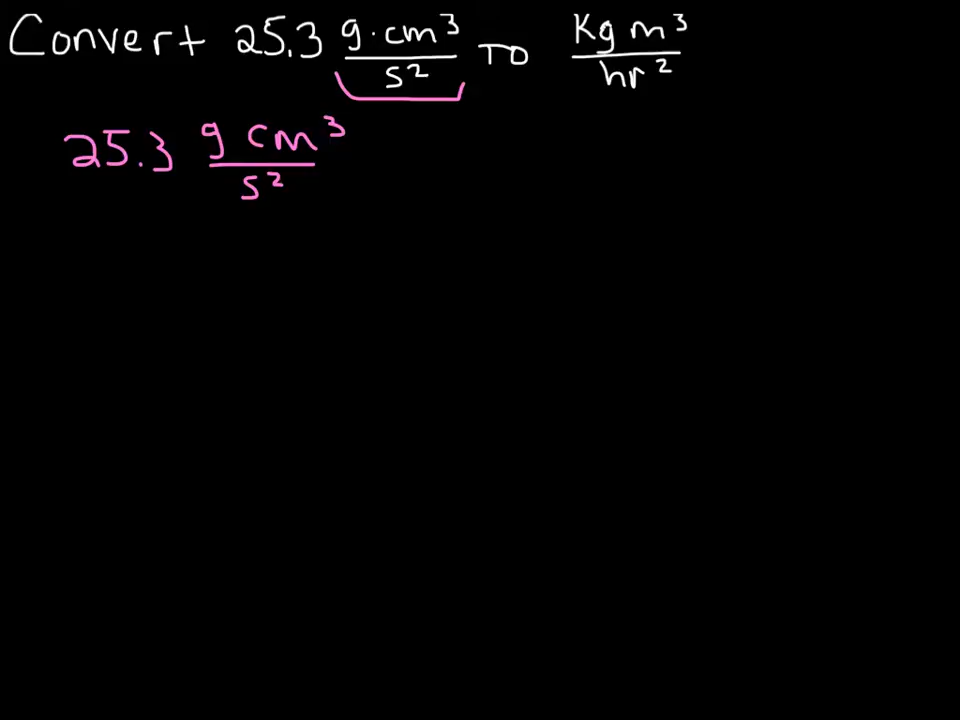 Convert 25.3 g·cm³/s² TO Kg m³/hr²
25.3 g cm³/s²